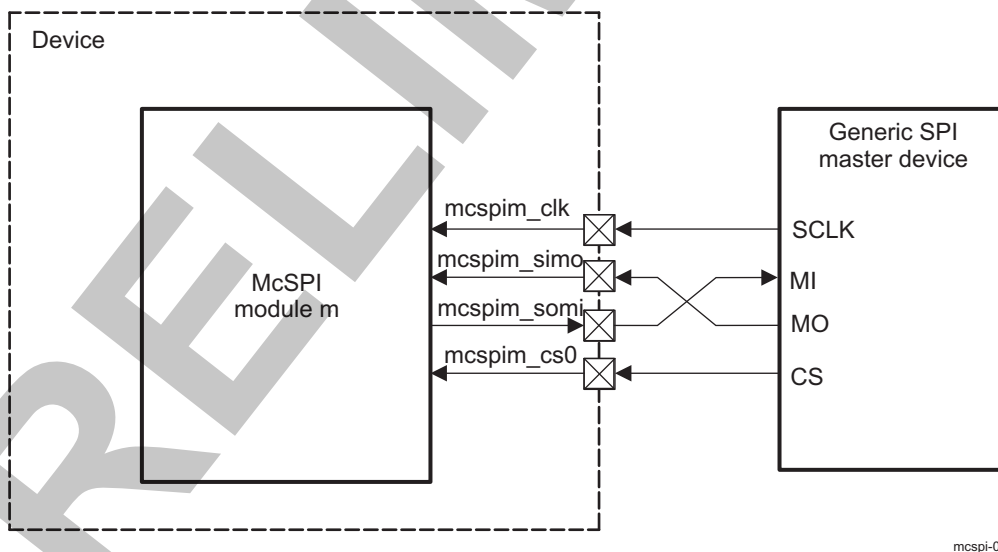 Device
Generic SPI
master device
mcspim_clk
SCLK
mcspim_simo
MI
McSPI
module m
mcspim_somi
MO
mcspim_cs0
CS